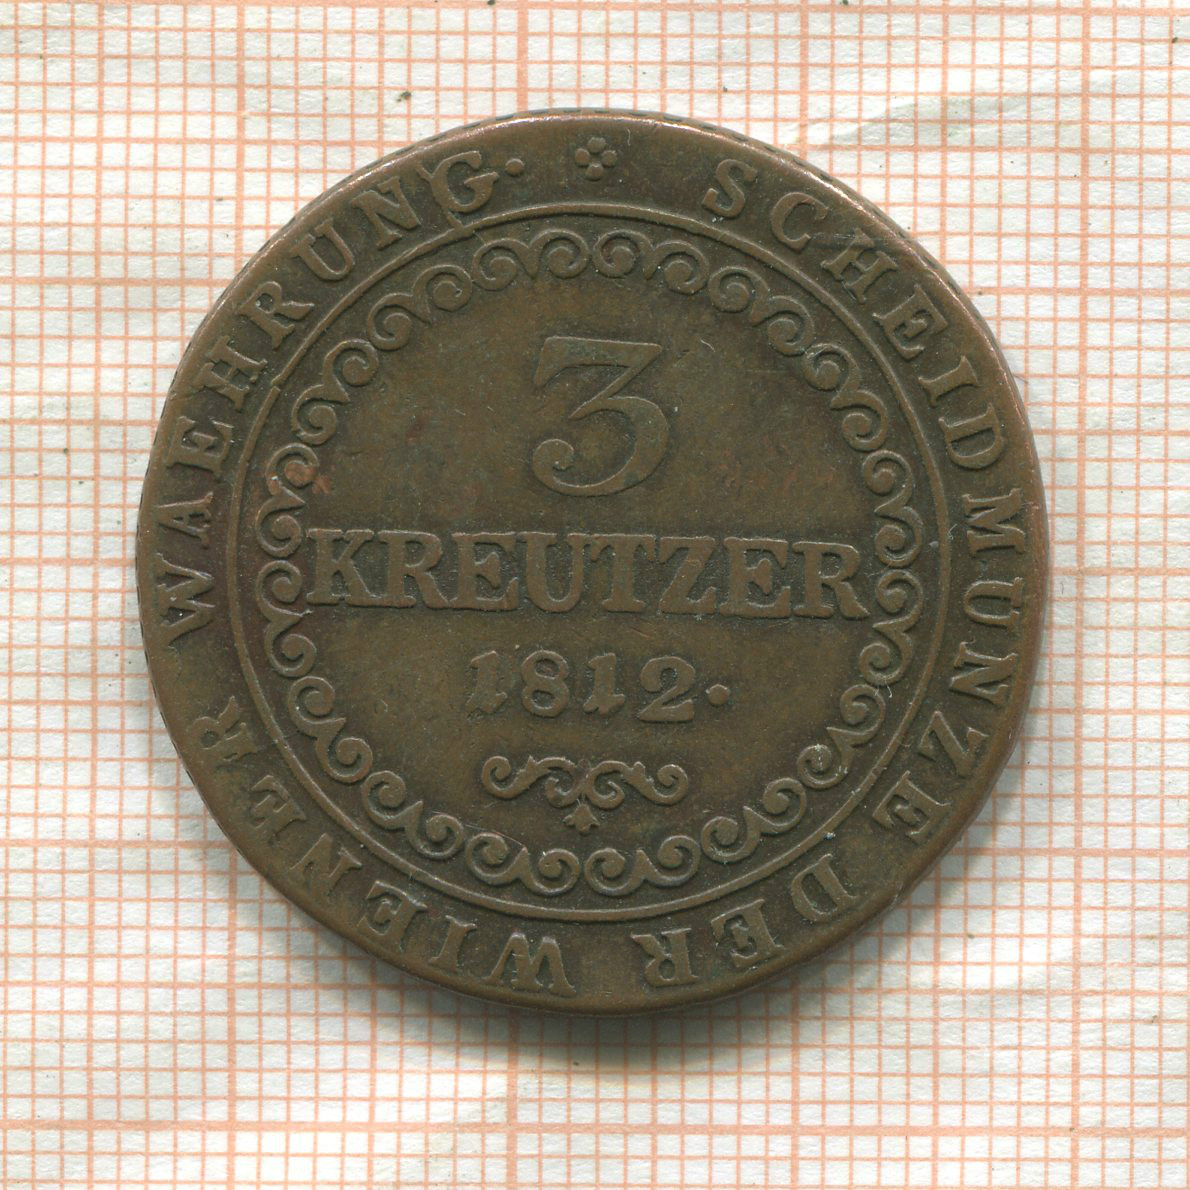 SCHEIDMUNZE DER WIENER WAEHRUNG·
3
KREUTZER
1812·